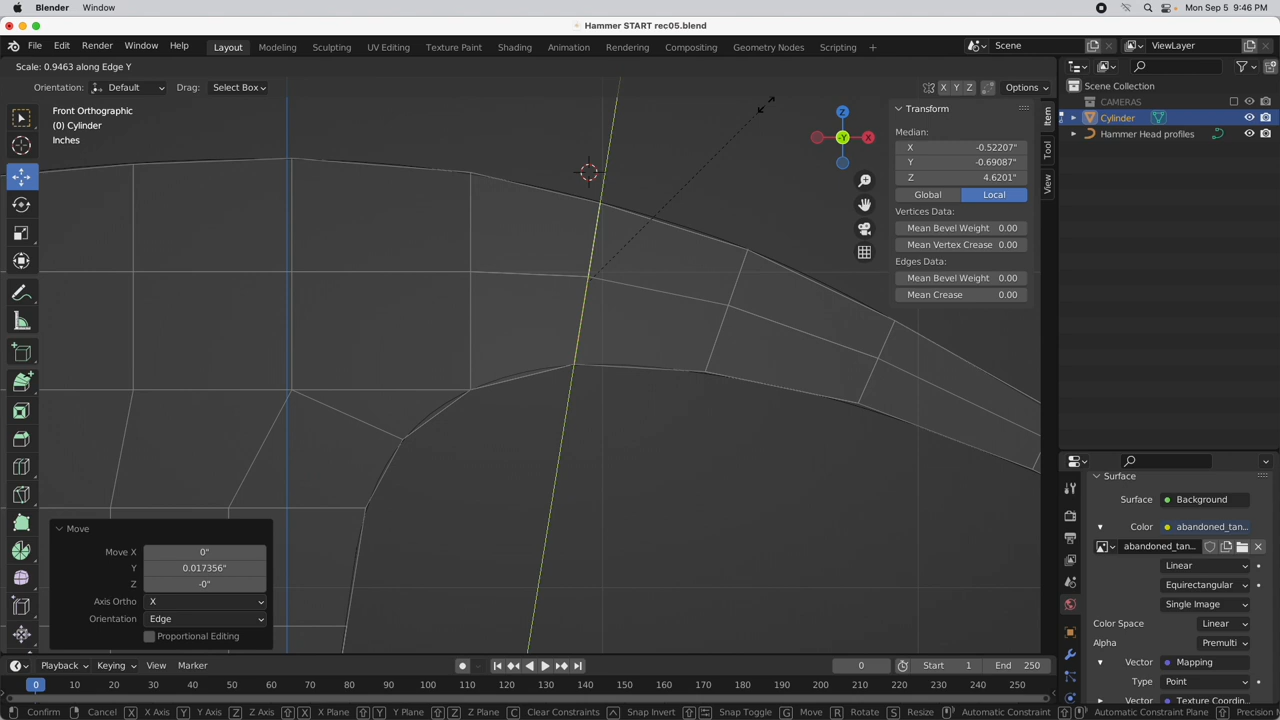 Blender Window Mon Sep 5 9:46 PM
Hammer START rec05.blend
File Edit Render Window Help Layout Modeling Sculpting UV Editing Texture Paint Shading Animation Rendering Compositing Geometry Nodes Scripting + Scene ViewLayer
Scale: 0.9463 along Edge Y
Orientation: Default Drag: Select Box X Y Z Options
Front Orthographic
(0) Cylinder
Inches
Z
X
-Y
Transform
Median:
X -0.52207"
Y -0.69087"
Z 4.6201"
Global Local
Vertices Data:
Mean Bevel Weight 0.00
Mean Vertex Crease 0.00
Edges Data:
Mean Bevel Weight 0.00
Mean Crease 0.00
Item
Tool
View
Scene Collection
CAMERAS
Cylinder
Hammer Head profiles
Surface
Surface Background
Color abandoned_tan...
abandoned_tan...
Linear
Equirectangular
Single Image
Color Space Linear
Alpha Premulti
Vector Mapping
Type Point
Vector Texture Coordin...
Move
Move X 0"
Y 0.017356"
Z -0"
Axis Ortho X
Orientation Edge
Proportional Editing
Playback Keying View Marker 0 Start 1 End 250
0 10 20 30 40 50 60 70 80 90 100 110 120 130 140 150 160 170 180 190 200 210 220 230 240 250
Confirm Cancel X X Axis Y Y Axis Z Z Axis X X Plane Y Y Plane Z Z Plane C Clear Constraints Snap Invert Snap Toggle G Move R Rotate S Resize Automatic Constraint Automatic Constraint Plane